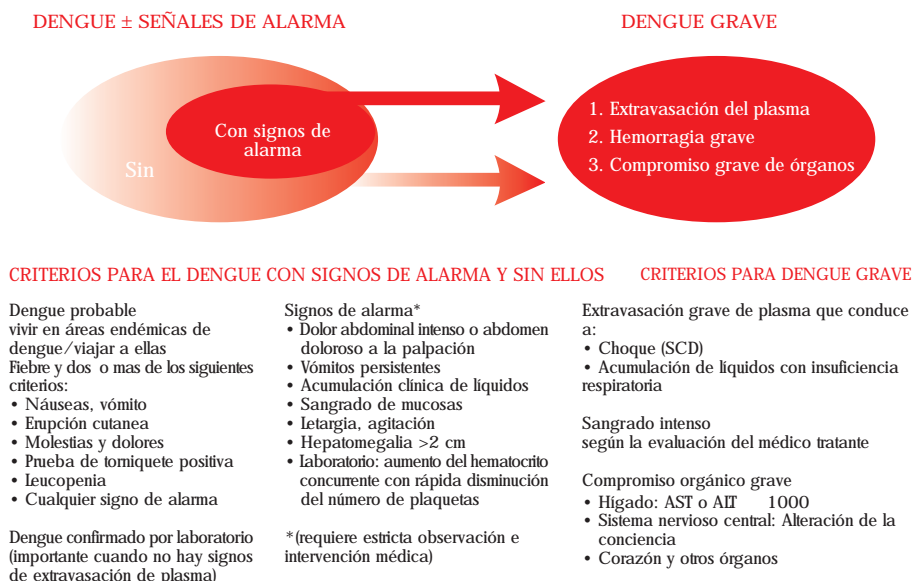 DENGUE ± SEÑALES DE ALARMA
DENGUE GRAVE
Con signos de
alarma
Sin
1. Extravasación del plasma
2. Hemorragia grave
3. Compromiso grave de órganos
CRITERIOS PARA EL DENGUE CON SIGNOS DE ALARMA Y SIN ELLOS
CRITERIOS PARA DENGUE GRAVE
Dengue probable
vivir en áreas endémicas de
dengue/viajar a ellas
Fiebre y dos o mas de los siguientes
criterios:
• Náuseas, vómito
• Erupción cutanea
• Molestias y dolores
• Prueba de torniquete positiva
• Leucopenia
• Cualquier signo de alarma
Dengue confirmado por laboratorio
(importante cuando no hay signos
de extravasación de plasma)
Signos de alarma*
• Dolor abdominal intenso o abdomen
doloroso a la palpación
• Vómitos persistentes
• Acumulación clínica de líquidos
• Sangrado de mucosas
• Letargia, agitación
• Hepatomegalia >2 cm
• Laboratorio: aumento del hematocrito
concurrente con rápida disminución
del número de plaquetas
*(requiere estricta observación e
intervención médica)
Extravasación grave de plasma que conduce
a:
• Choque (SCD)
• Acumulación de líquidos con insuficiencia
respiratoria
Sangrado intenso
según la evaluación del médico tratante
Compromiso orgánico grave
• Hígado: AST o ALT 1000
• Sistema nervioso central: Alteración de la
conciencia
• Corazón y otros órganos